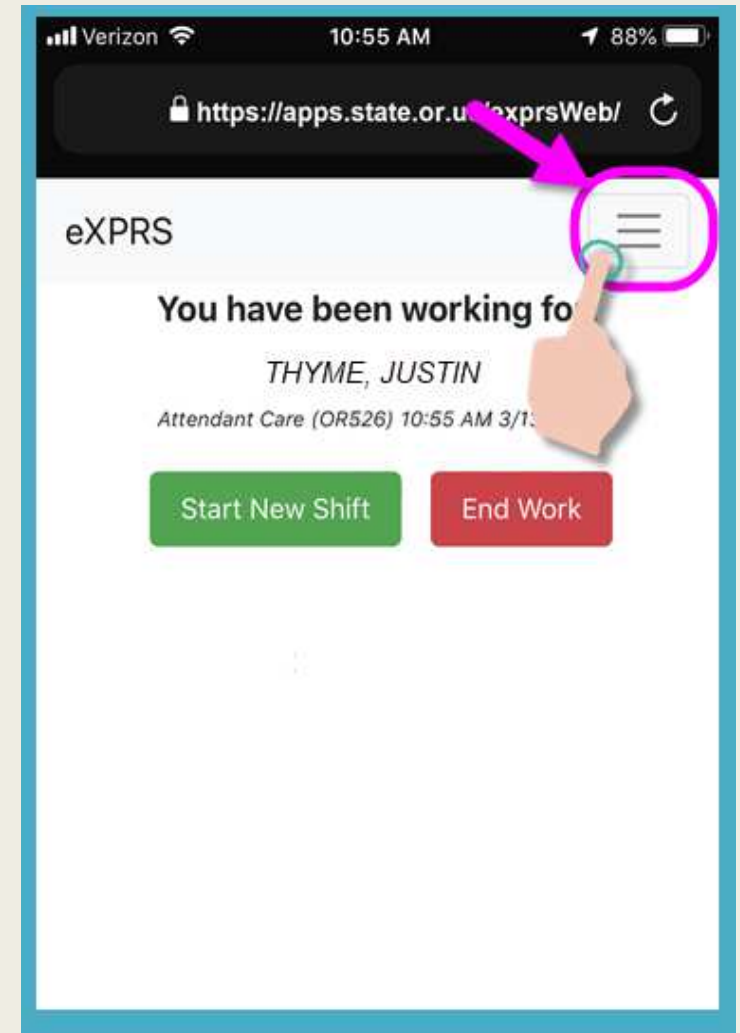 Verizon 10:55 AM 88%
https://apps.state.or.u /exprsWeb/
eXPRS
You have been working fo
THYME, JUSTIN
Attendant Care (OR526) 10:55 AM 3/13
Start New Shift End Work